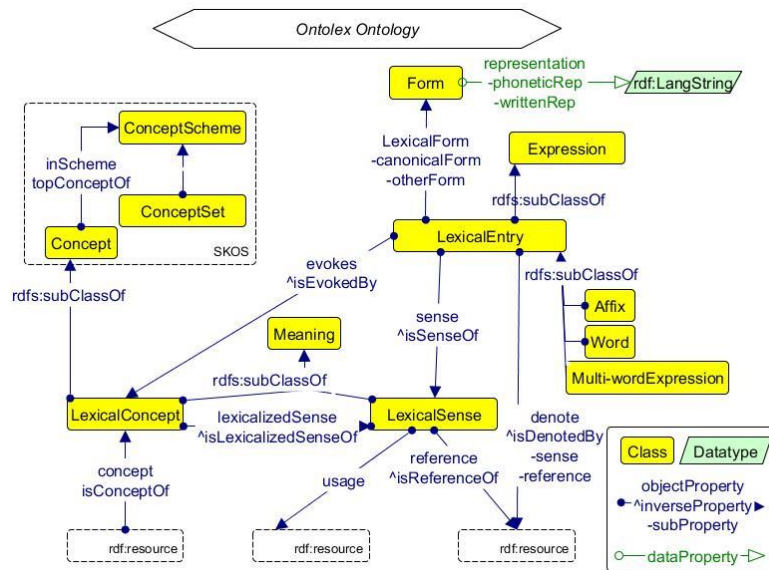 Ontolex Ontology
Form
representation
-phoneticRep
-writtenRep
rdf:LangString
ConceptScheme
inScheme
topConceptOf
ConceptSet
Concept
SKOS
LexicalForm
-canonicalForm
-otherForm
Expression
rdfs:subClassOf
LexicalEntry
rdfs:subClassOf
evokes
^isEvokedBy
sense
^isSenseOf
rdfs:subClassOf
Affix
Word
Multi-wordExpression
Meaning
rdfs:subClassOf
LexicalConcept
lexicalizedSense
^isLexicalizedSenseOf
LexicalSense
denote
^isDenotedBy
-sense
-reference
concept
isConceptOf
usage
reference
^isReferenceOf
rdf:resource
rdf:resource
rdf:resource
Class
Datatype
objectProperty
^inverseProperty
-subProperty
dataProperty